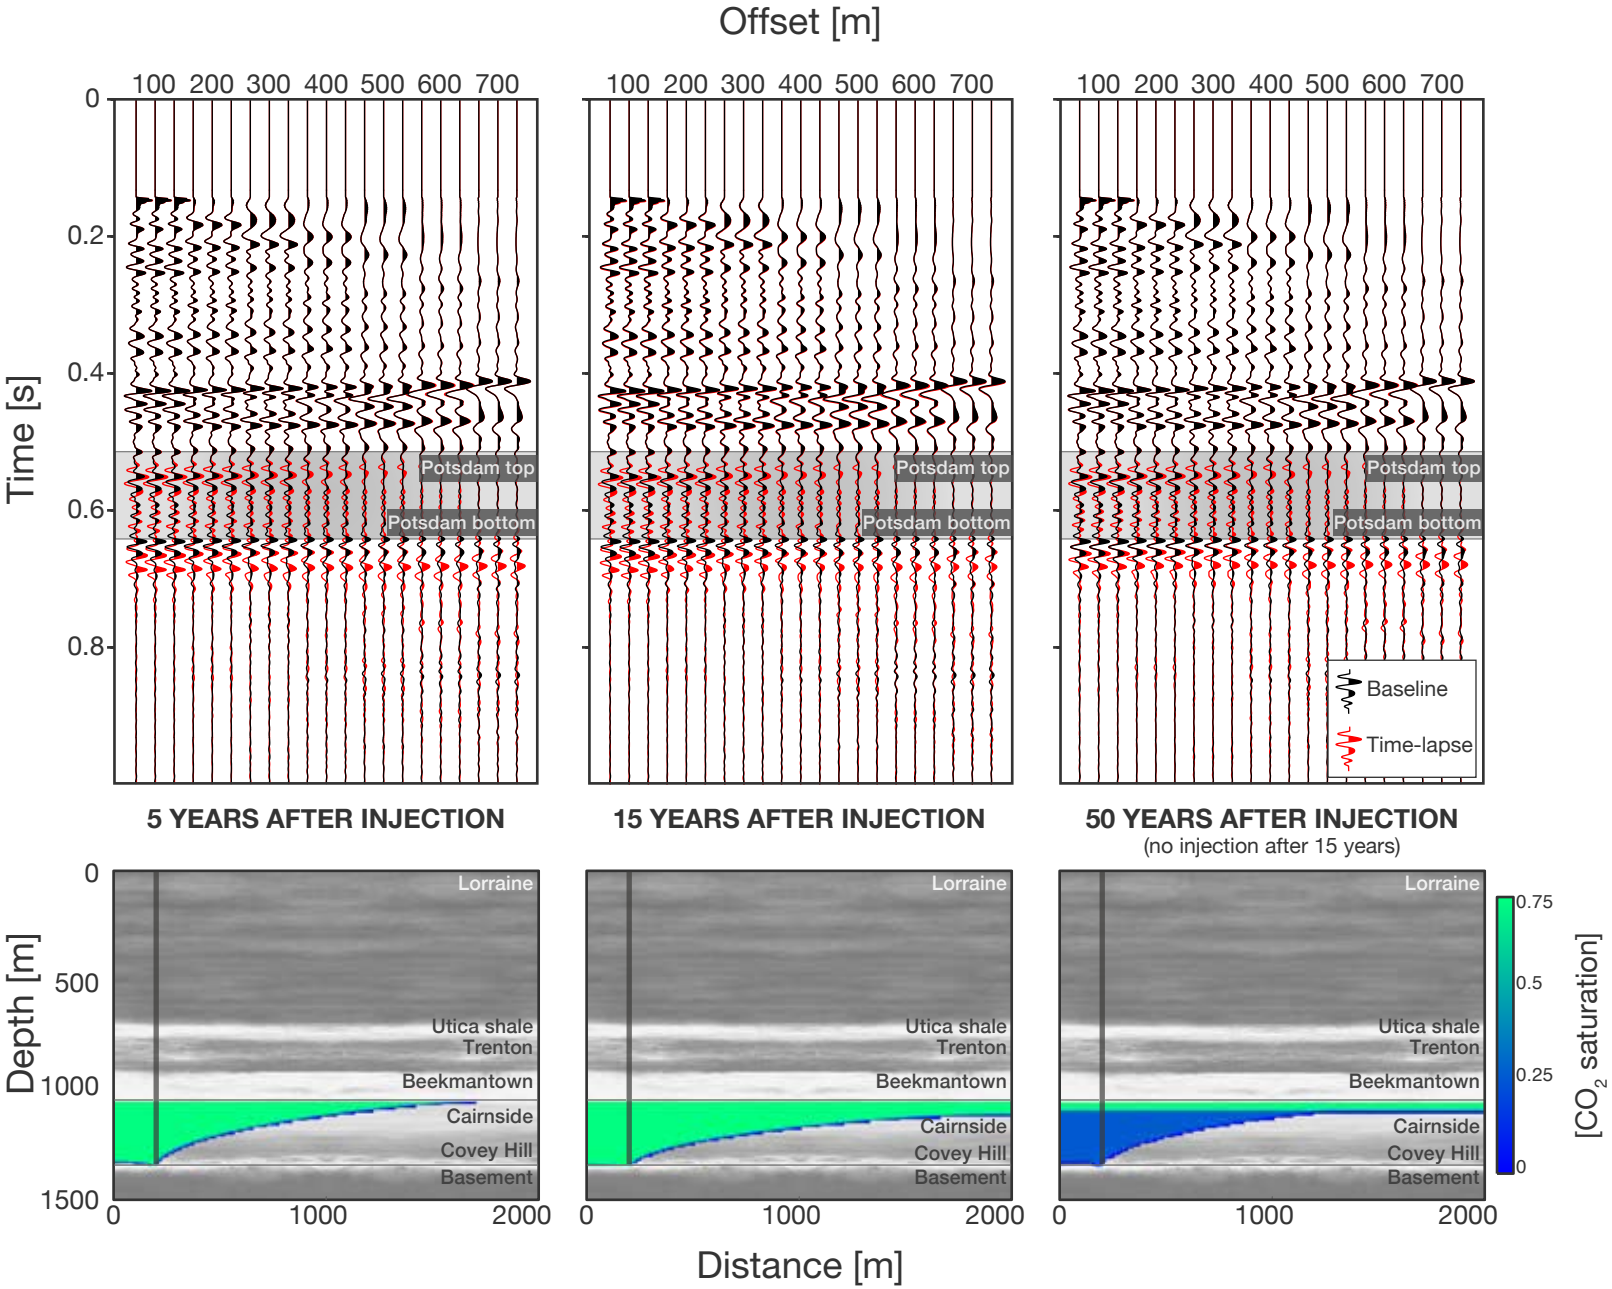 Offset [m]
100 200 300 400 500 600 700
100 200 300 400 500 600 700
100 200 300 400 500 600 700
0
0.2
0.4
0.6
0.8
Time [s]
Potsdam top
Potsdam bottom
Potsdam top
Potsdam bottom
Potsdam top
Potsdam bottom
Baseline
Time-lapse
5 YEARS AFTER INJECTION
15 YEARS AFTER INJECTION
50 YEARS AFTER INJECTION
(no injection after 15 years)
0
500
1000
1500
Depth [m]
Lorraine
Utica shale
Trenton
Beekmantown
Cairnside
Covey Hill
Basement
Lorraine
Utica shale
Trenton
Beekmantown
Cairnside
Covey Hill
Basement
Lorraine
Utica shale
Trenton
Beekmantown
Cairnside
Covey Hill
Basement
0.75
0.5
0.25
0
[CO2 saturation]
0 1000 2000
0 1000 2000
0 1000 2000
Distance [m]